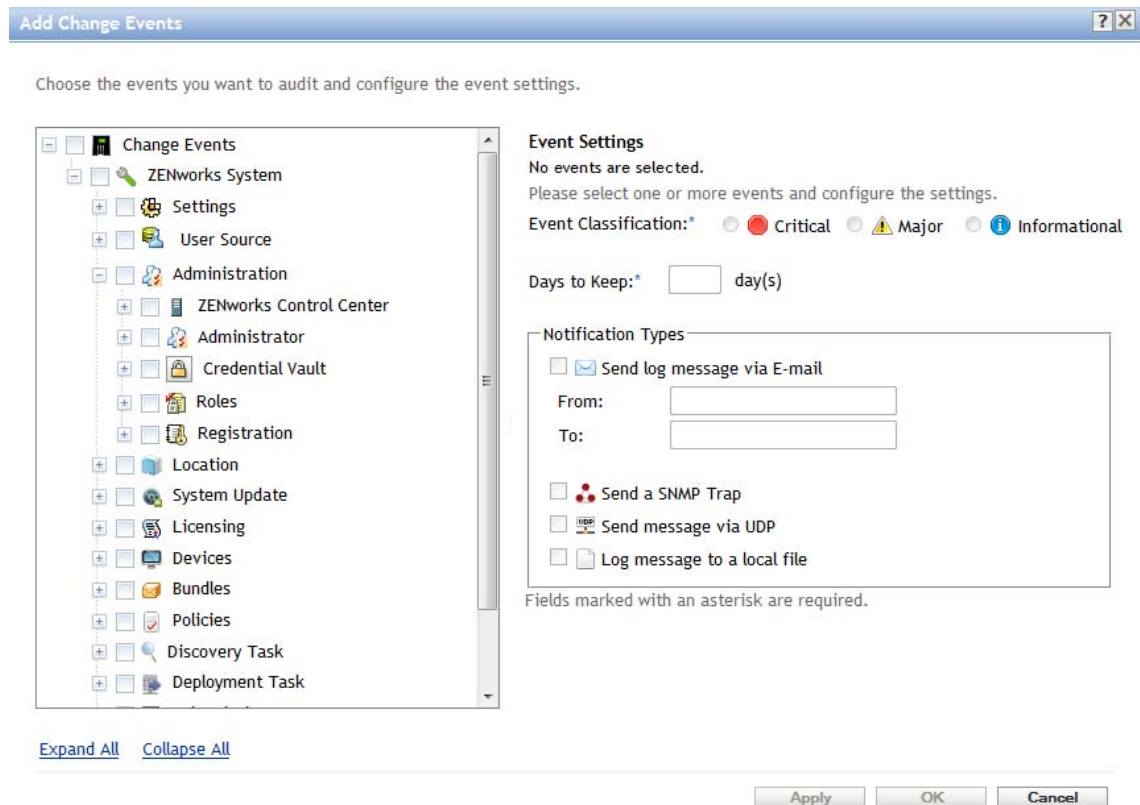 Add Change Events
?
Choose the events you want to audit and configure the event settings.
Change Events
ZENworks System
Settings
User Source
Administration
ZENworks Control Center
Administrator
Credential Vault
Roles
Registration
Location
System Update
Licensing
Devices
Bundles
Policies
Discovery Task
Deployment Task
Expand All Collapse All
Event Settings
No events are selected.
Please select one or more events and configure the settings.
Event Classification:* Critical Major Informational
Days to Keep:* day(s)
Notification Types
Send log message via E-mail
From:
To:
Send a SNMP Trap
UDP Send message via UDP
Log message to a local file
Fields marked with an asterisk are required.
Apply OK Cancel